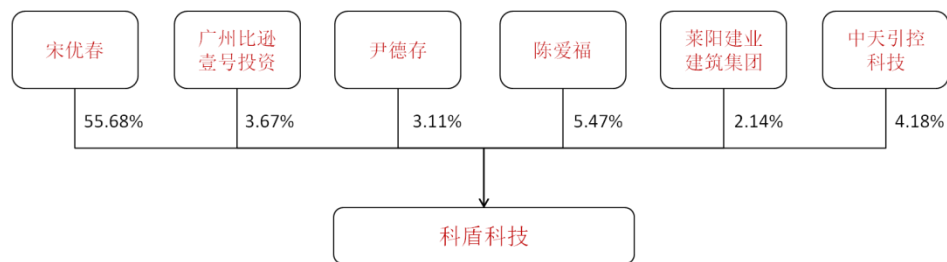 宋优春
广州比逊
壹号投资
尹德存
陈爱福
莱阳建业
建筑集团
中天引控
科技
55.68%
3.67%
3.11%
5.47%
2.14%
4.18%
科盾科技